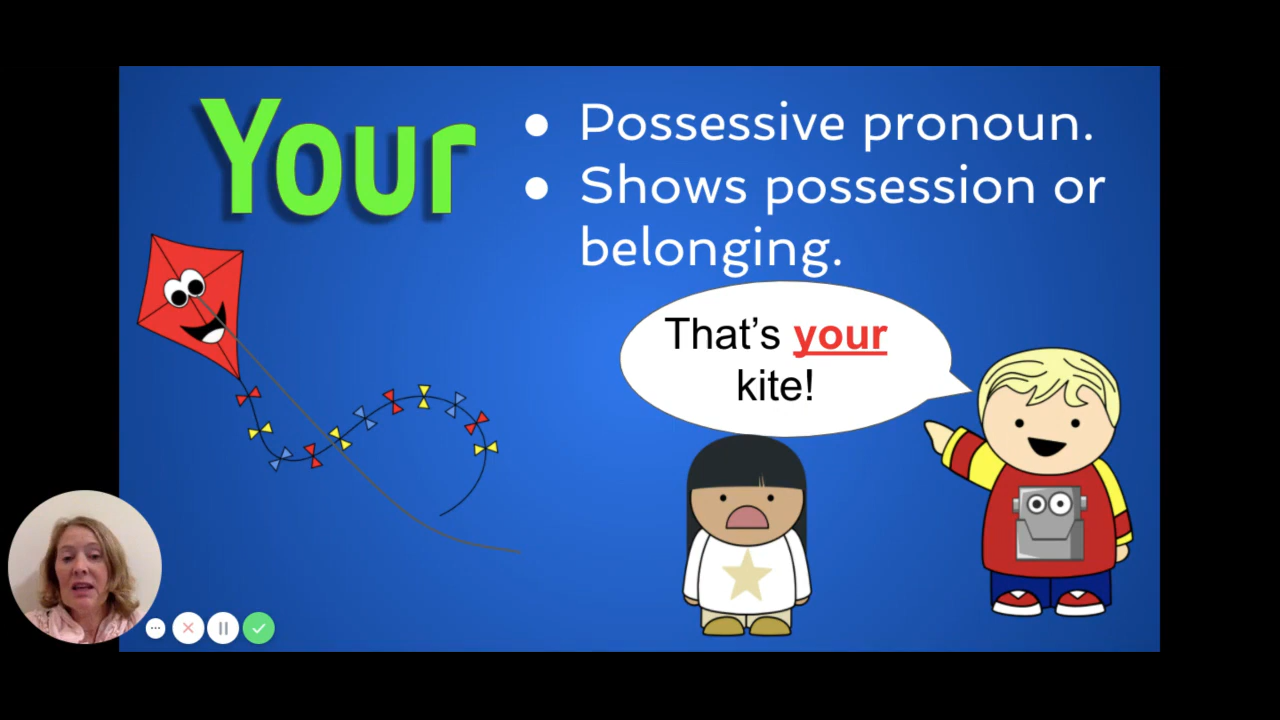 Your
● Possessive pronoun.
● Shows possession or
belonging.
That’s your
kite!